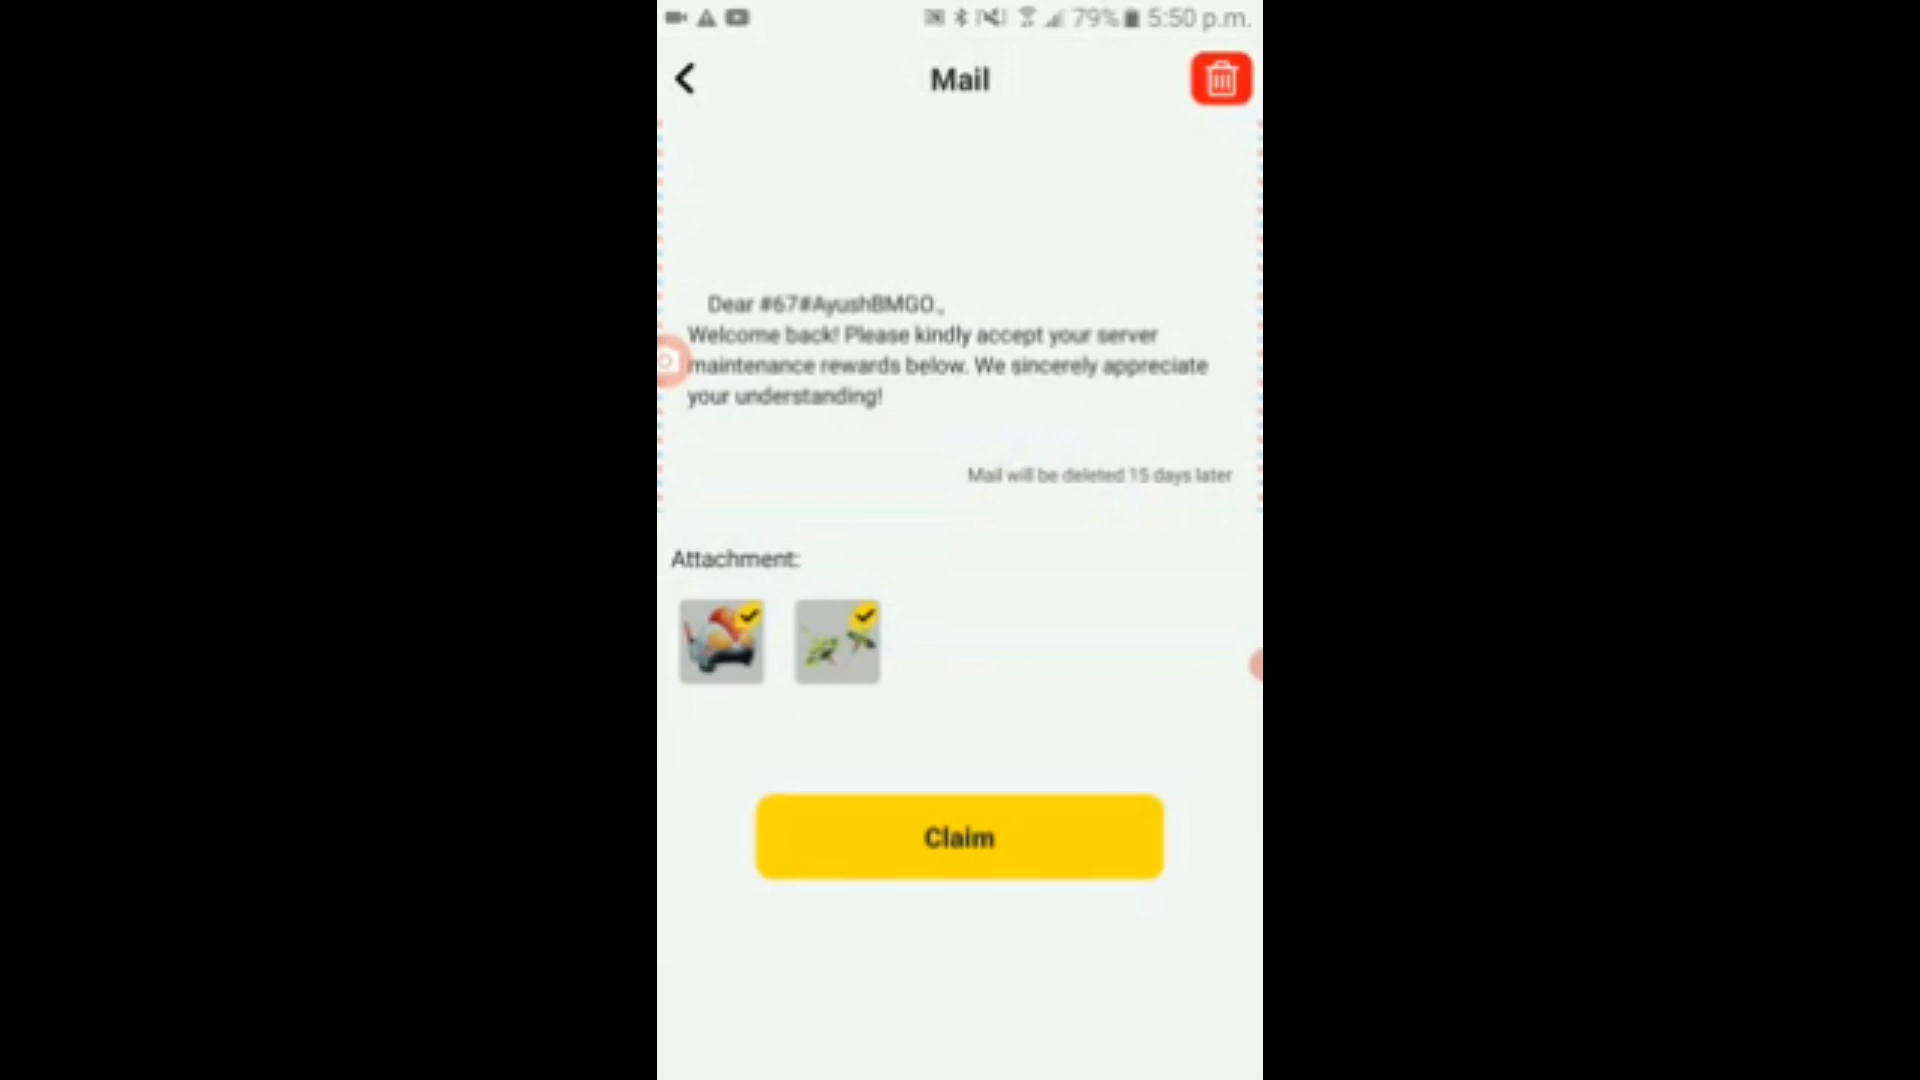 79% 5:50 p.m.
Mail
Dear #67#AyushBMGO.,
Welcome back! Please kindly accept your server
maintenance rewards below. We sincerely appreciate
your understanding!
Mail will be deleted 15 days later
Attachment:
Claim